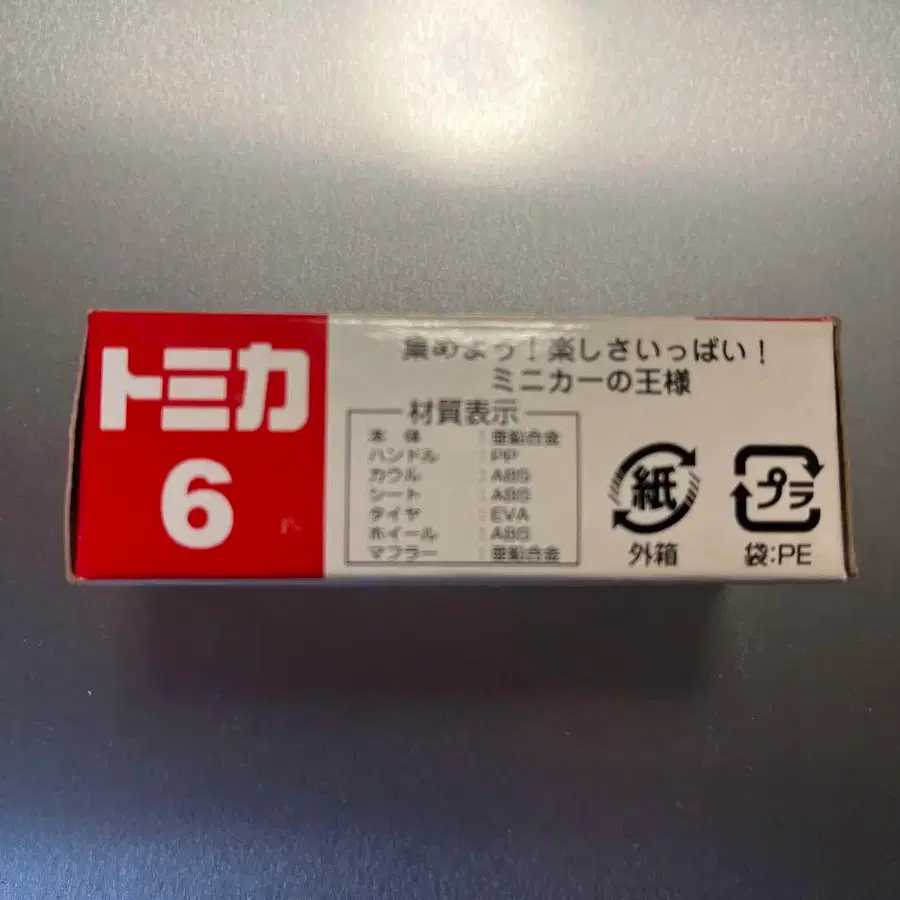 トミカ
6
集めよう！楽しさいっぱい！
ミニカーの王様
材質表示
本体：亜鉛合金
ハンドル：PP
カウル：ABS
シート：ABS
タイヤ：EVA
ホイール：ABS
マフラー：亜鉛合金
紙
外箱
プラ
袋:PE